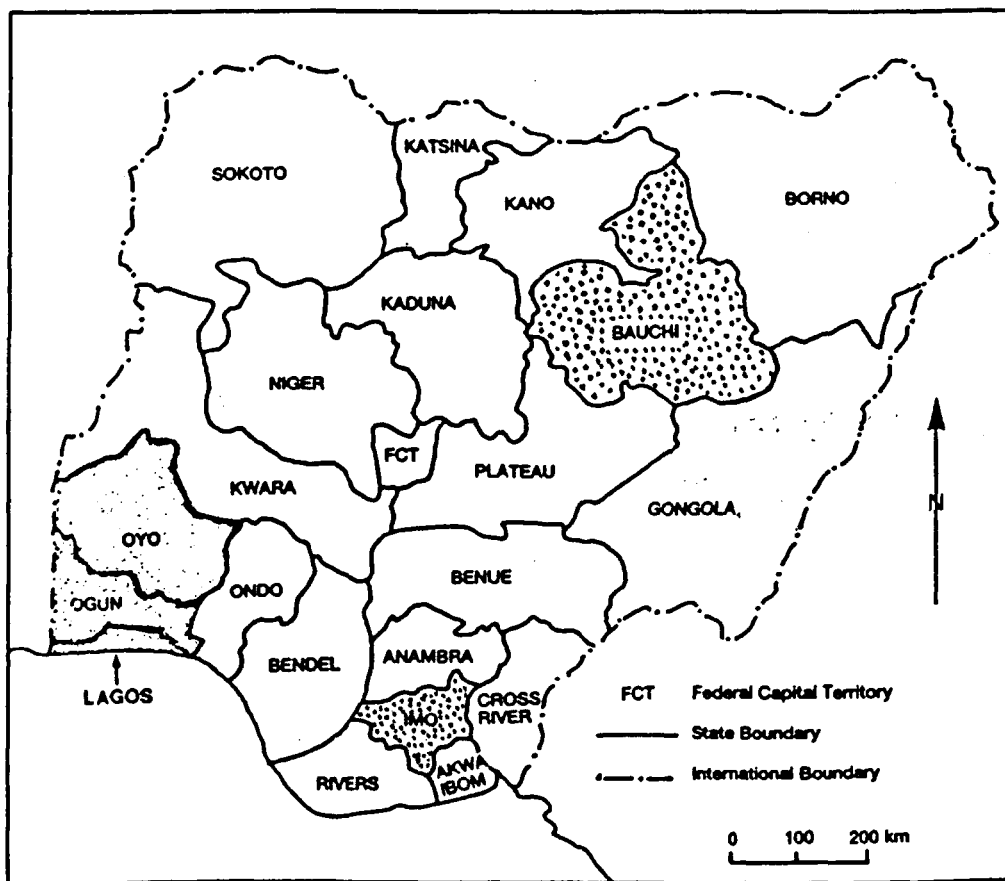 SOKOTO
KATSINA
KANO
BORNO
KADUNA
BAUCHI
NIGER
FCT
PLATEAU
KWARA
GONGOLA
N
OYO
BENUE
ONDO
OGUN
BENDEL
ANAMBRA
LAGOS
IMO
CROSS
RIVER
RIVERS
AKWA
IBOM
FCT Federal Capital Territory
State Boundary
International Boundary
0 100 200 km